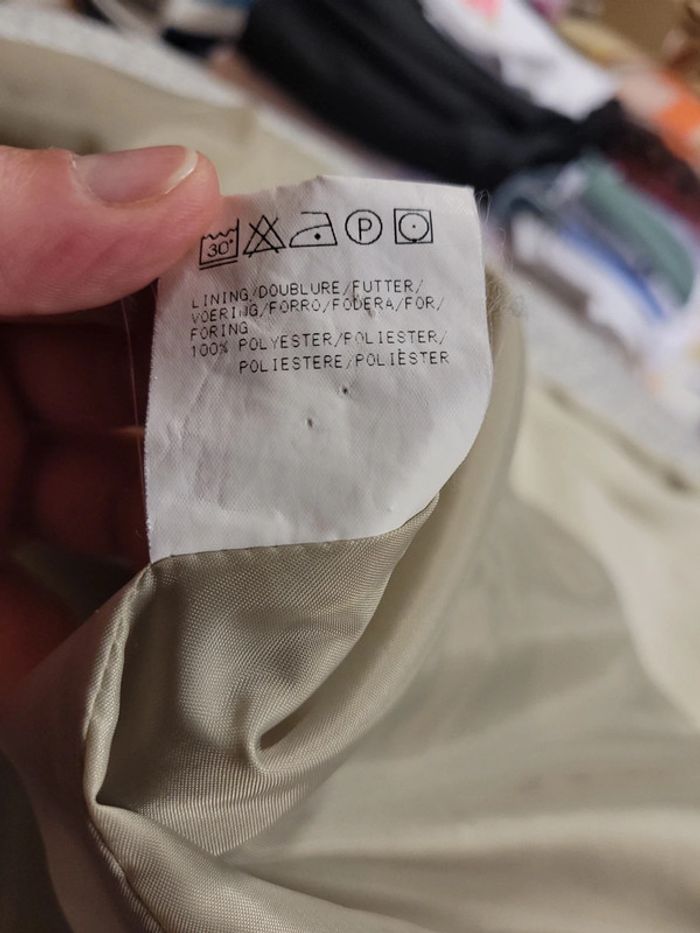 30°
P
LINING/DOUBLURE/FUTTER/
VOERING/FORRO/FODERA/FOR/
FORING
100% POLYESTER/POLIESTER/
POLIESTERE/POLIÈSTER